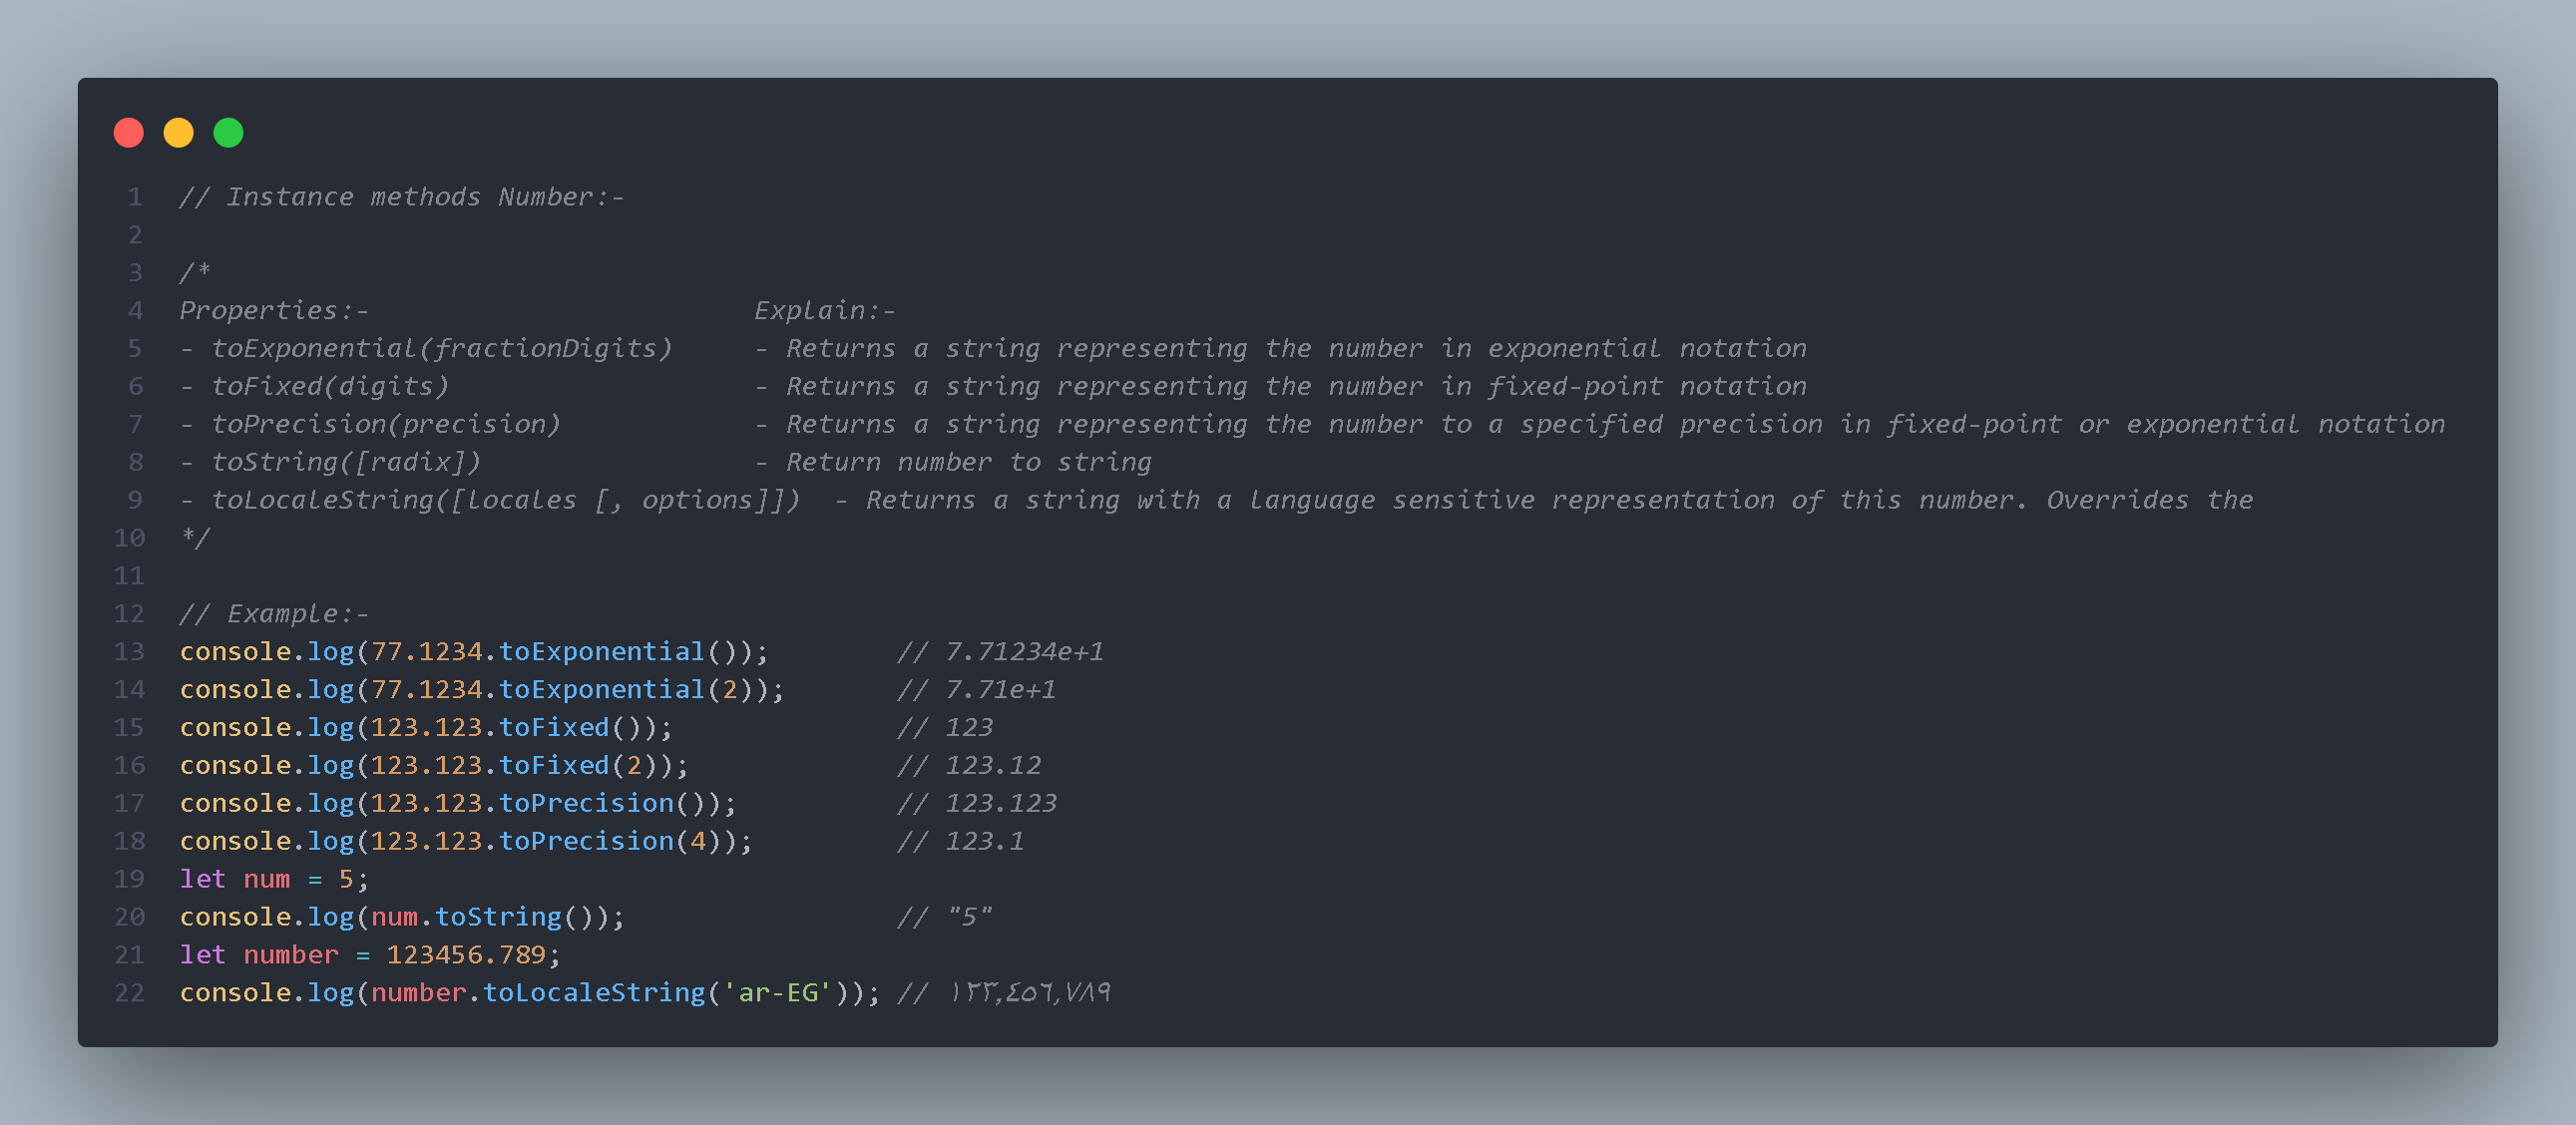 1 // Instance methods Number:-
2
3 /*
4 Properties:-                        Explain:-
5 - toExponential(fractionDigits)     - Returns a string representing the number in exponential notation
6 - toFixed(digits)                   - Returns a string representing the number in fixed-point notation
7 - toPrecision(precision)            - Returns a string representing the number to a specified precision in fixed-point or exponential notation
8 - toString([radix])                 - Return number to string
9 - toLocaleString([locales [, options]])  - Returns a string with a language sensitive representation of this number. Overrides the
10 */
11
12 // Example:-
13 console.log(77.1234.toExponential());        // 7.71234e+1
14 console.log(77.1234.toExponential(2));       // 7.71e+1
15 console.log(123.123.toFixed());              // 123
16 console.log(123.123.toFixed(2));             // 123.12
17 console.log(123.123.toPrecision());          // 123.123
18 console.log(123.123.toPrecision(4));         // 123.1
19 let num = 5;
20 console.log(num.toString());                 // "5"
21 let number = 123456.789;
22 console.log(number.toLocaleString('ar-EG')); // ١٢٣,٤٥٦,٧٨٩